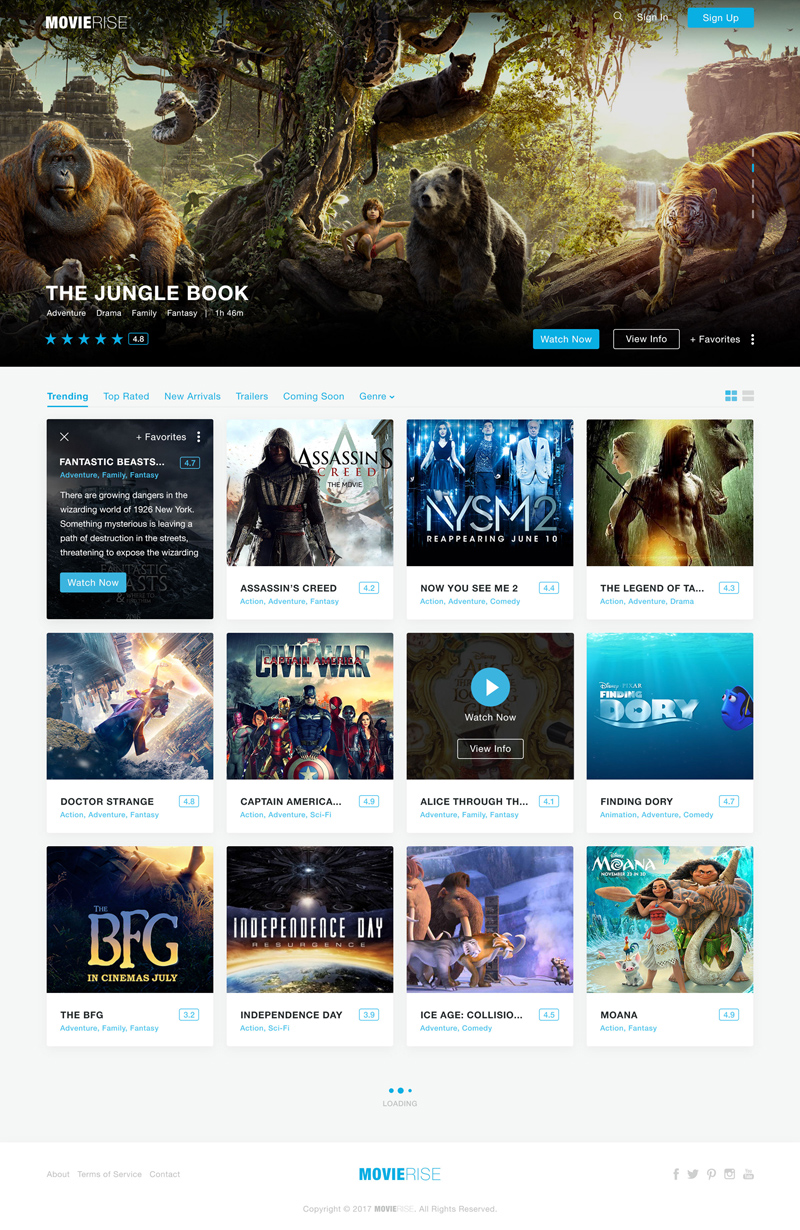 MOVIERISE
Sign In
Sign Up
THE JUNGLE BOOK
Adventure Drama Family Fantasy | 1h 46m
4.8
Watch Now
View Info
+ Favorites
Trending Top Rated New Arrivals Trailers Coming Soon Genre
+ Favorites
FANTASTIC BEASTS... 4.7
Adventure, Family, Fantasy
There are growing dangers in the
wizarding world of 1926 New York.
Something mysterious is leaving a
path of destruction in the streets,
threatening to expose the wizarding
FANTASTIC
BEASTS
Watch Now
ASSASSIN'S
CREED
THE MOVIE
ASSASSIN'S CREED 4.2
Action, Adventure, Fantasy
NYSM2
REAPPEARING JUNE 10
NOW YOU SEE ME 2 4.4
Action, Adventure, Comedy
THE LEGEND OF TA... 4.3
Action, Adventure, Drama
DOCTOR STRANGE 4.8
Action, Adventure, Fantasy
MARVEL
CAPTAIN AMERICA
CIVIL WAR
CAPTAIN AMERICA... 4.9
Action, Adventure, Sci-Fi
Watch Now
View Info
ALICE THROUGH TH... 4.1
Adventure, Family, Fantasy
Disney PIXAR
FINDING
DORY
FINDING DORY 4.7
Animation, Adventure, Comedy
THE
BFG
IN CINEMAS JULY
THE BFG 3.2
Adventure, Family, Fantasy
INDEPENDENCE DAY
RESURGENCE
INDEPENDENCE DAY 3.9
Action, Sci-Fi
ICE AGE: COLLISIO... 4.5
Adventure, Comedy
Disney
MOANA
NOVEMBER 23 IN 3D
MOANA 4.9
Action, Fantasy
LOADING
About Terms of Service Contact
MOVIERISE
You Tube
Copyright © 2017 MOVIERISE. All Rights Reserved.